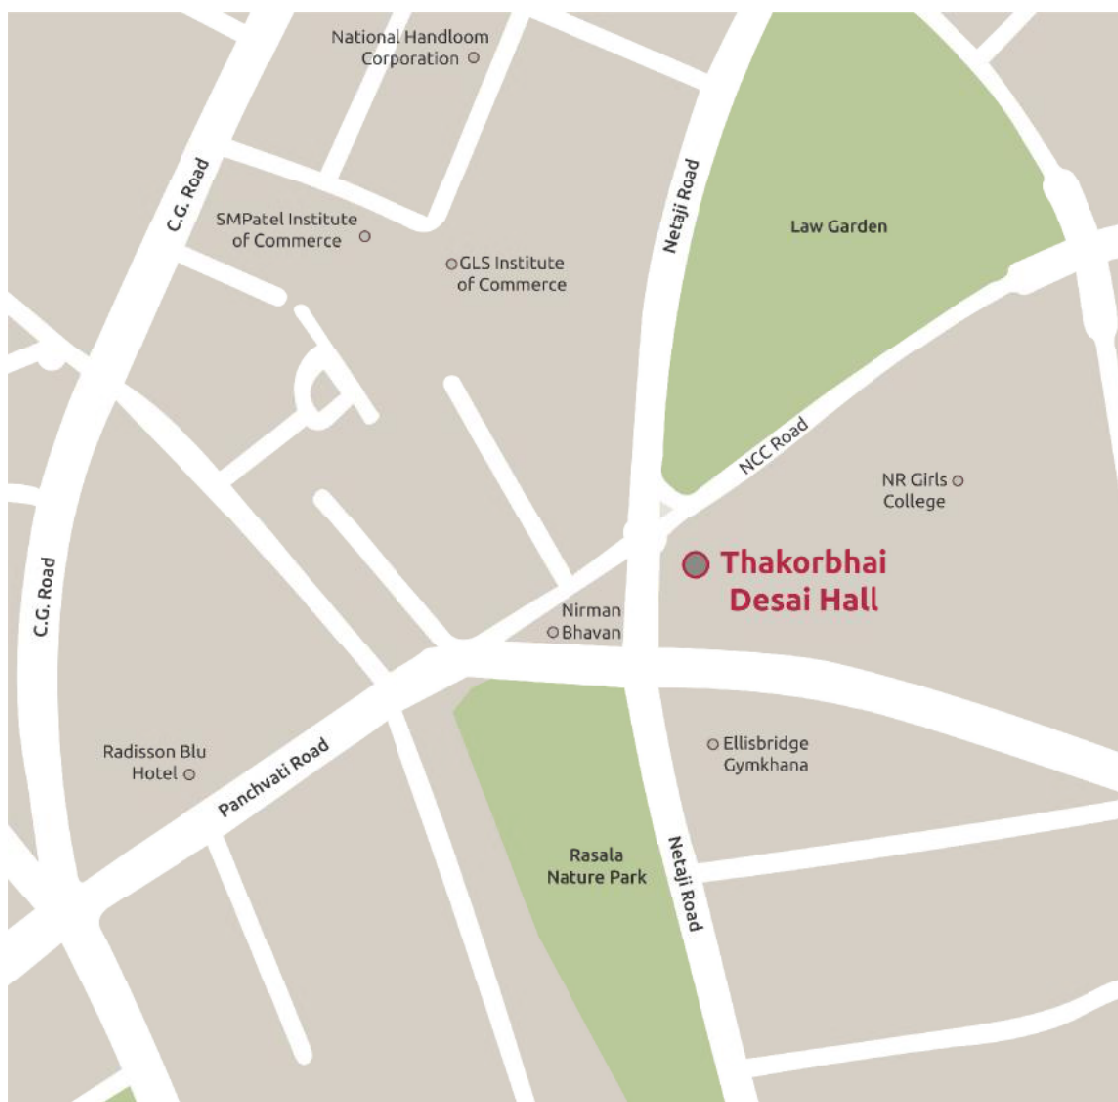 National Handloom
Corporation
C.G. Road
SMPatel Institute
of Commerce
Netaji Road
Law Garden
GLS Institute
of Commerce
NCC Road
NR Girls
College
Thakorbhai
Desai Hall
C.G. Road
Nirman
Bhavan
Radisson Blu
Hotel
Panchvati Road
Ellisbridge
Gymkhana
Rasala
Nature Park
Netaji Road